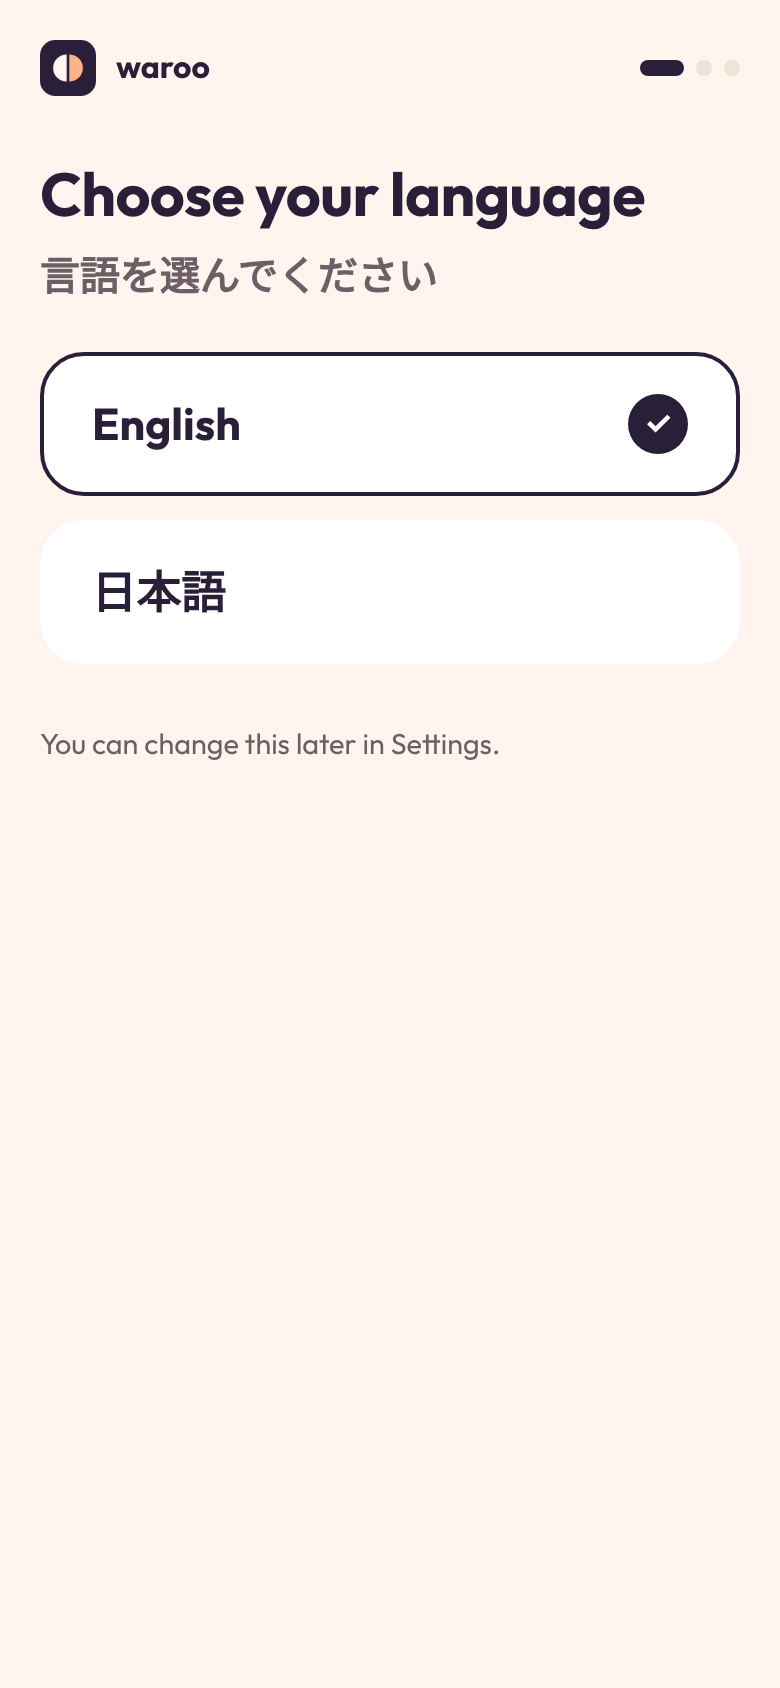 waroo
Choose your language
言語を選んでください
English
日本語
You can change this later in Settings.